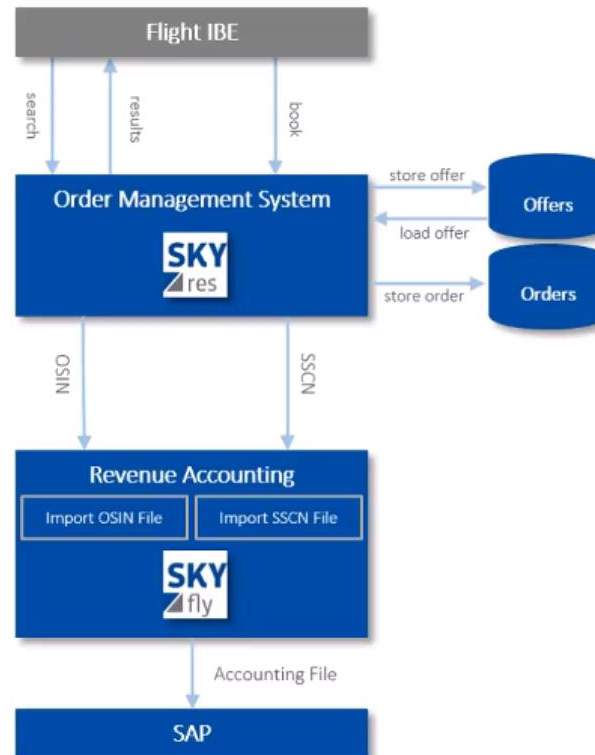 Flight IBE
search
results
book
Order Management System
SKY
res
store offer
load offer
store order
Offers
Orders
OSIN
SSCN
Revenue Accounting
Import OSIN File
Import SSCN File
SKY
fly
Accounting File
SAP